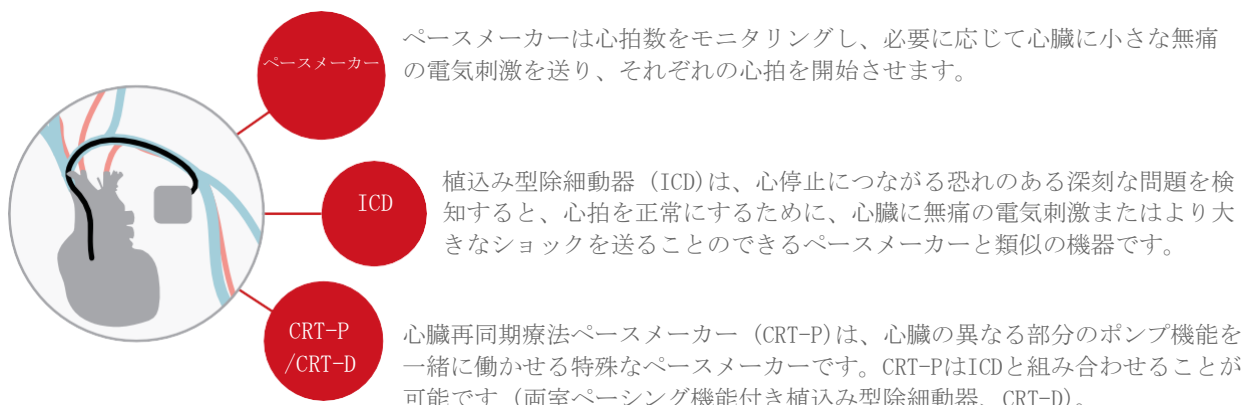 ペースメーカー
ペースメーカーは心拍数をモニタリングし、必要に応じて心臓に小さな無痛
の電気刺激を送り、それぞれの心拍を開始させます。
ICD
植込み型除細動器 (ICD)は、心停止につながる恐れのある深刻な問題を検
知すると、心拍を正常にするために、心臓に無痛の電気刺激またはより大
きなショックを送ることのできるペースメーカーと類似の機器です。
CRT-P
/CRT-D
心臓再同期療法ペースメーカー (CRT-P)は、心臓の異なる部分のポンプ機能を
一緒に働かせる特殊なペースメーカーです。CRT-PはICDと組み合わせることが
可能です (両室ペーシング機能付き植込み型除細動器、CRT-D)。